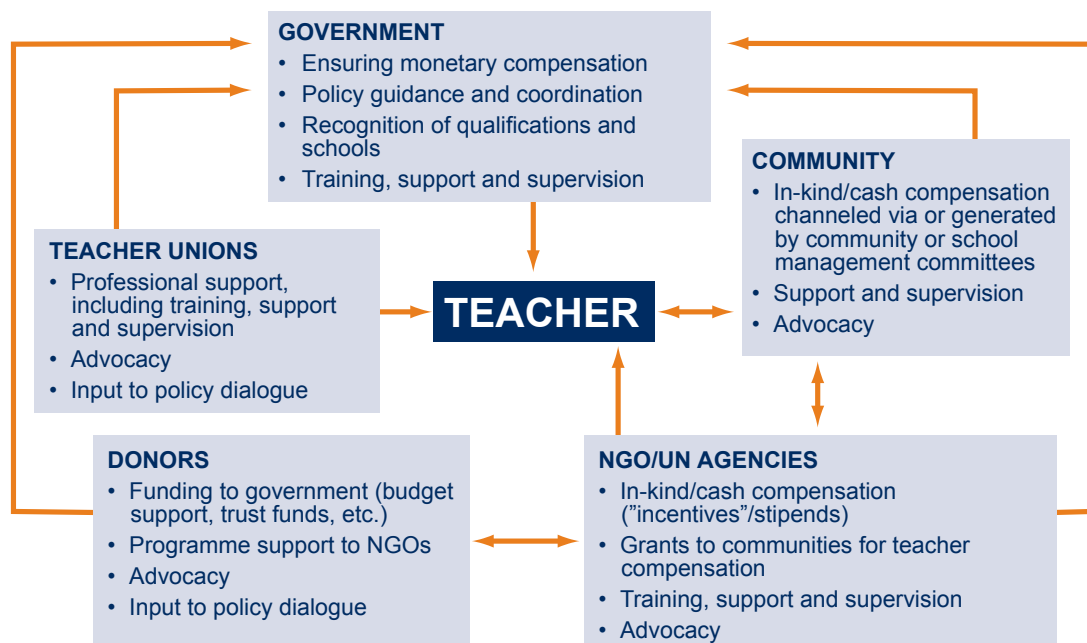 GOVERNMENT
• Ensuring monetary compensation
• Policy guidance and coordination
• Recognition of qualifications and
schools
• Training, support and supervision
COMMUNITY
• In-kind/cash compensation
channeled via or generated
by community or school
management committees
• Support and supervision
• Advocacy
TEACHER UNIONS
• Professional support,
including training, support
and supervision
• Advocacy
• Input to policy dialogue
TEACHER
DONORS
• Funding to government (budget
support, trust funds, etc.)
• Programme support to NGOs
• Advocacy
• Input to policy dialogue
NGO/UN AGENCIES
• In-kind/cash compensation
(”incentives”/stipends)
• Grants to communities for teacher
compensation
• Training, support and supervision
• Advocacy